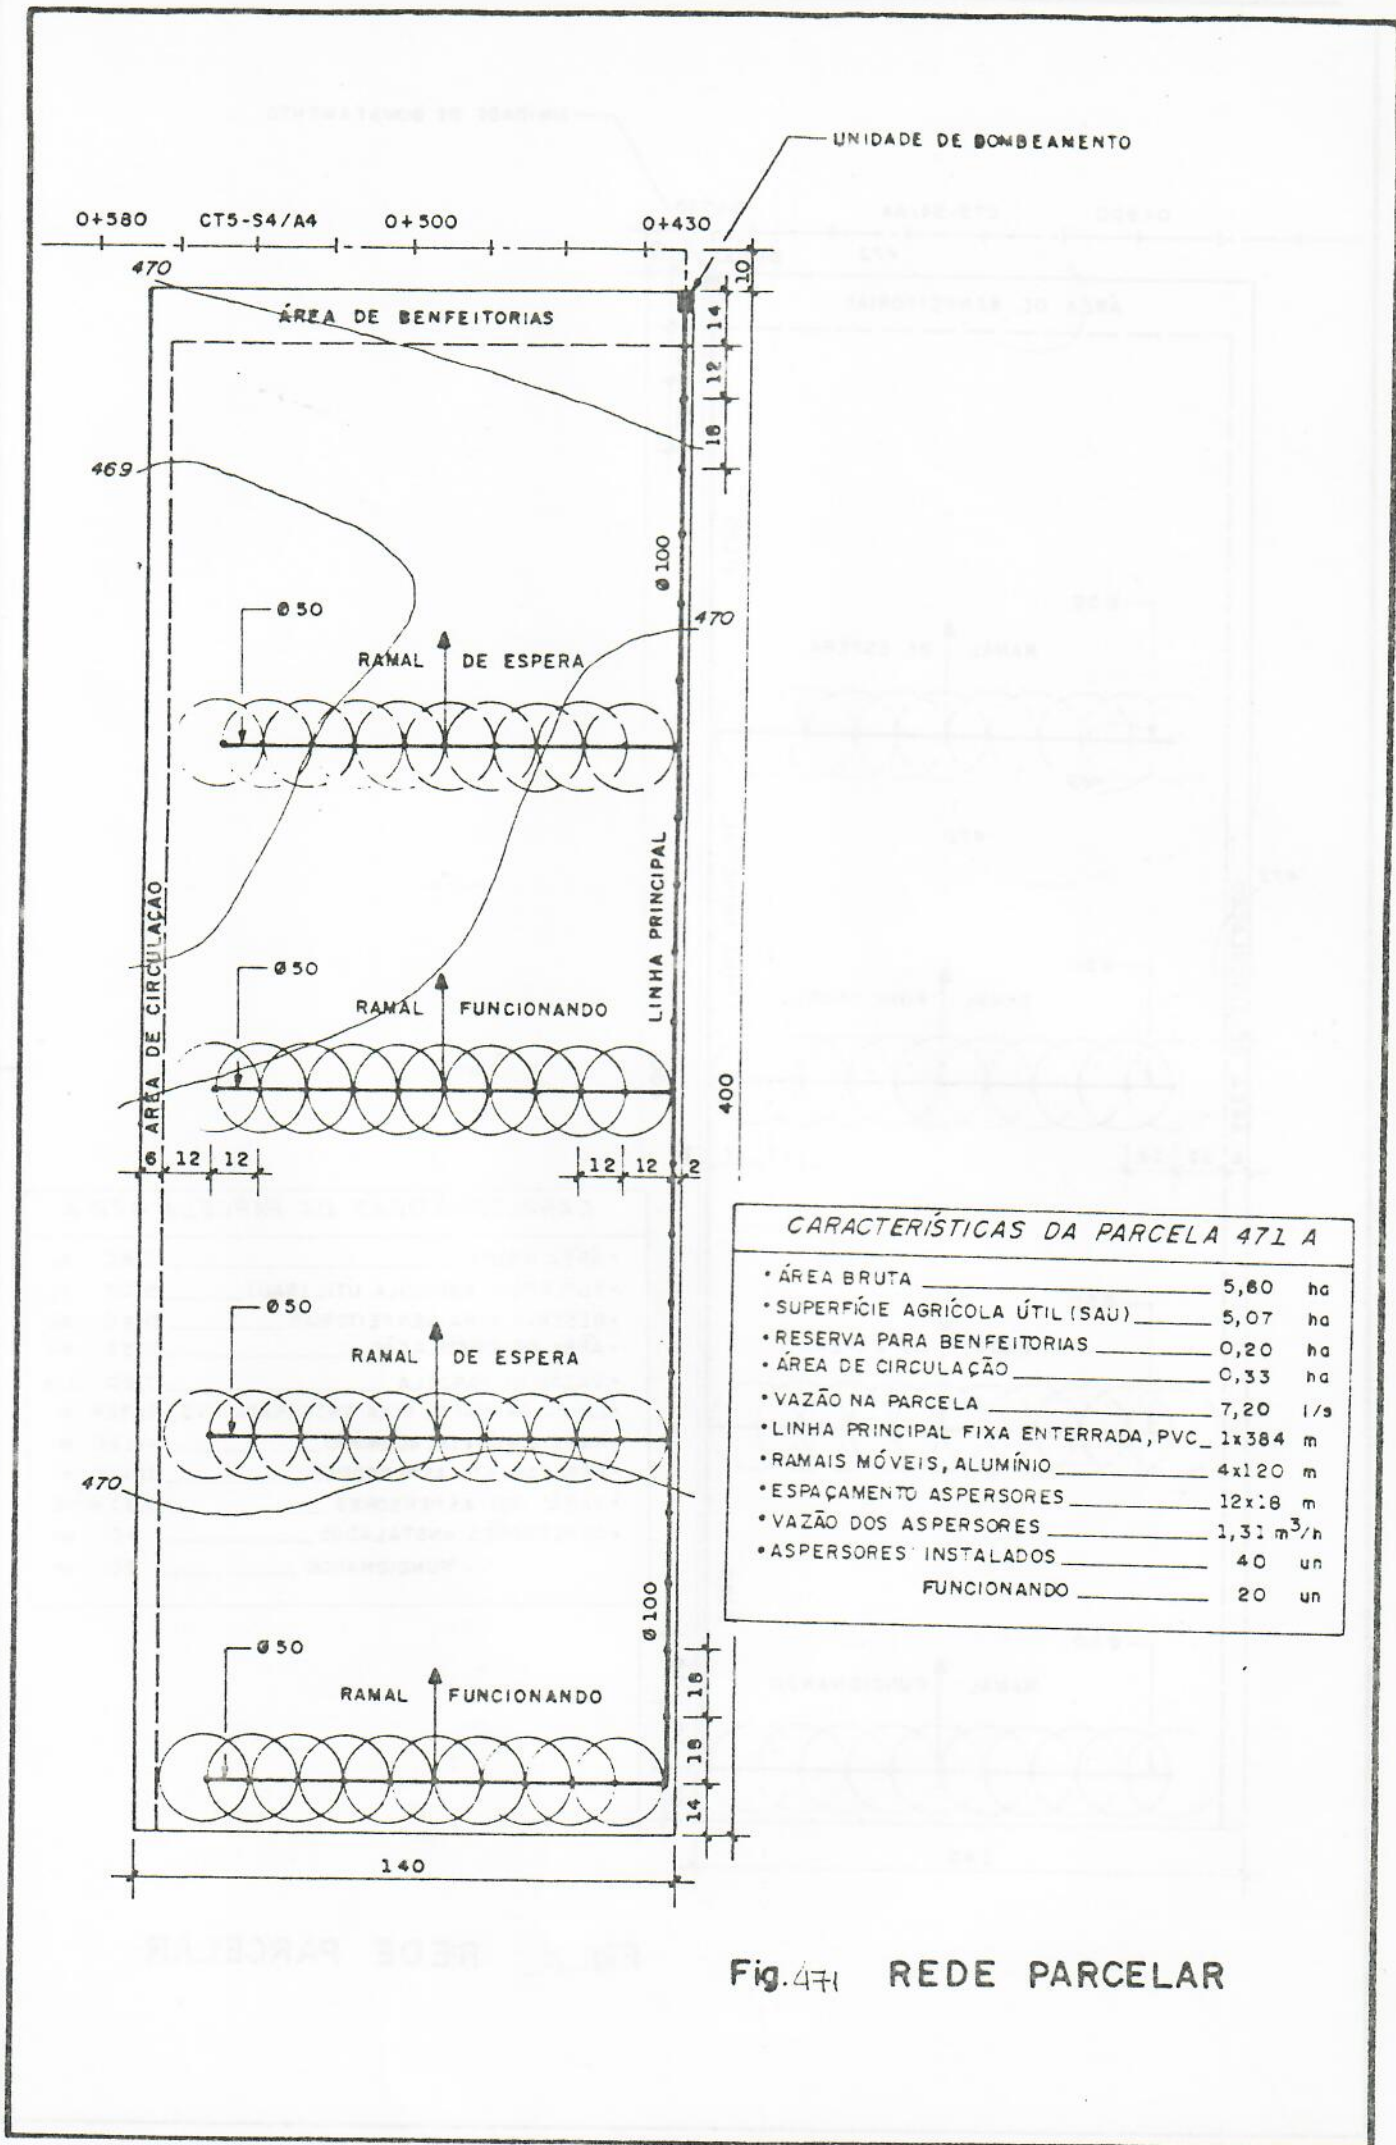 UNIDADE DE BOMBEAMENTO
0+580 CT5-S4/A4 0+500 0+430
470
10
ÁREA DE BENFEITORIAS
14
12
18
469
Ø100
Ø50
470
RAMAL DE ESPERA
LINHA PRINCIPAL
ÁREA DE CIRCULAÇÃO
Ø50
RAMAL FUNCIONANDO
400
6 12 12 12 12 2
CARACTERÍSTICAS DA PARCELA 471 A
•ÁREA BRUTA 5,60 ha
•SUPERFÍCIE AGRÍCOLA ÚTIL (SAU) 5,07 ha
•RESERVA PARA BENFEITORIAS 0,20 ha
•ÁREA DE CIRCULAÇÃO 0,33 ha
•VAZÃO NA PARCELA 7,20 l/s
•LINHA PRINCIPAL FIXA ENTERRADA, PVC 1x384 m
•RAMAIS MÓVEIS, ALUMÍNIO 4x120 m
•ESPAÇAMENTO ASPERSORES 12x18 m
•VAZÃO DOS ASPERSORES 1,31 m³/h
•ASPERSORES INSTALADOS 40 un
FUNCIONANDO 20 un
Ø50
RAMAL DE ESPERA
470
Ø100
Ø50
RAMAL FUNCIONANDO
18
18
14
140
Fig. 471 REDE PARCELAR